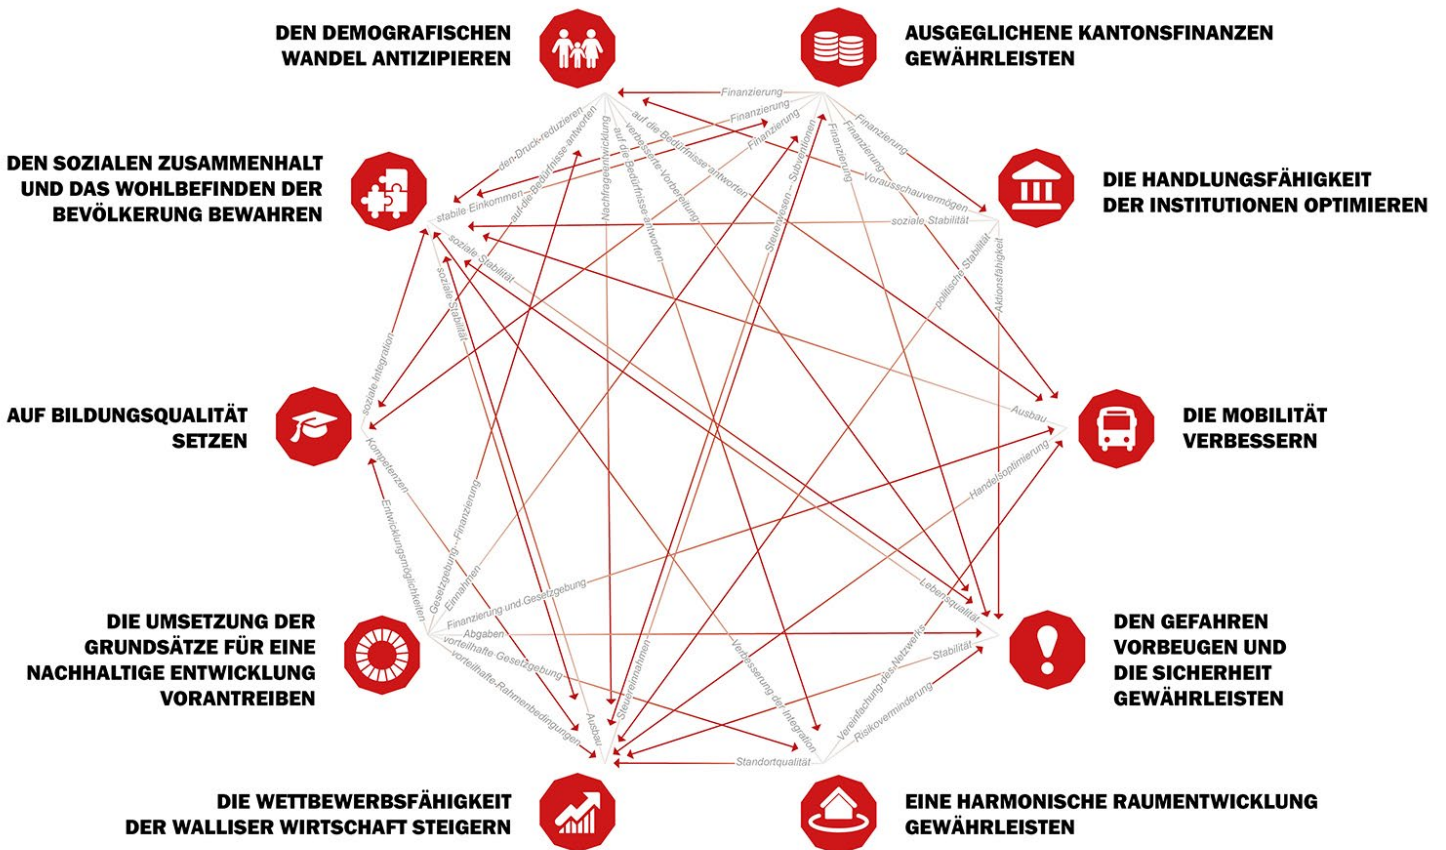 DEN DEMOGRAFISCHEN
WANDEL ANTIZIPIEREN
AUSGEGLICHENE KANTONSFINANZEN
GEWÄHRLEISTEN
DEN SOZIALEN ZUSAMMENHALT
UND DAS WOHLBEFINDEN DER
BEVÖLKERUNG BEWAHREN
DIE HANDLUNGSFÄHIGKEIT
DER INSTITUTIONEN OPTIMIEREN
AUF BILDUNGSQUALITÄT
SETZEN
DIE MOBILITÄT
VERBESSERN
DIE UMSETZUNG DER
GRUNDSÄTZE FÜR EINE
NACHHALTIGE ENTWICKLUNG
VORANTREIBEN
DEN GEFAHREN
VORBEUGEN UND
DIE SICHERHEIT
GEWÄHRLEISTEN
DIE WETTBEWERBSFÄHIGKEIT
DER WALLISER WIRTSCHAFT STEIGERN
EINE HARMONISCHE RAUMENTWICKLUNG
GEWÄHRLEISTEN
Finanzierung
Finanzierung
Finanzierung
Finanzierung
Finanzierung
Finanzierung
Steuerwesen – Subventionen
den Druck reduzieren
auf die Bedürfnisse antworten
Nachfrageentwicklung
auf die Bedürfnisse antworten
verbesserte Vorbereitung
auf die Bedürfnisse antworten
Vorausschauvermögen
soziale Stabilität
politische Stabilität
Aktionsfähigkeit
stabile Einkommen
soziale Stabilität
soziale Stabilität
soziale Integration
Kompetenzen
Ausbau
Handelsoptimierung
Entwicklungsmöglichkeiten
Gesetzgebung – Finanzierung
Einnahmen
Finanzierung und Gesetzgebung
Abgaben
vorteilhafte Gesetzgebung
vorteilhafte Rahmenbedingungen
Lebensqualität
Stabilität
Ausbau
Steuereinnahmen
Verbesserung der Integration
Vereinfachung des Netzwerks
Risikoverminderung
Standortqualität